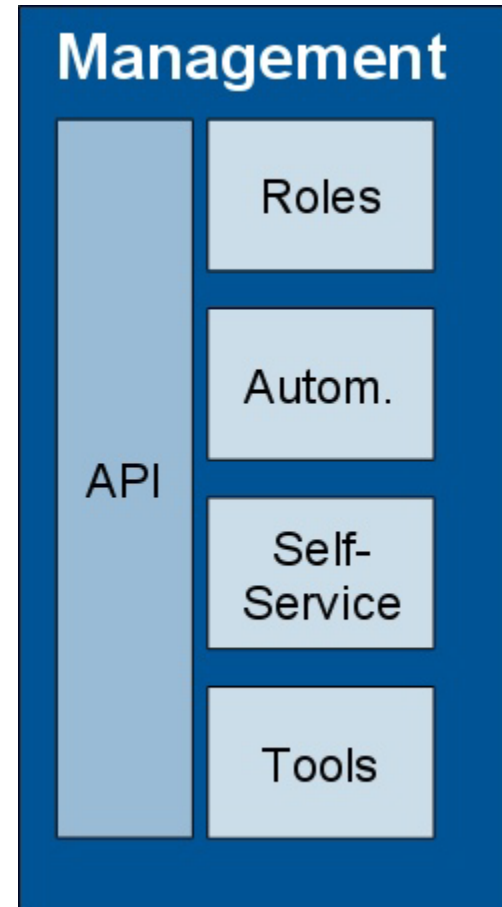 Management
Roles
Autom.
API
Self-
Service
Tools